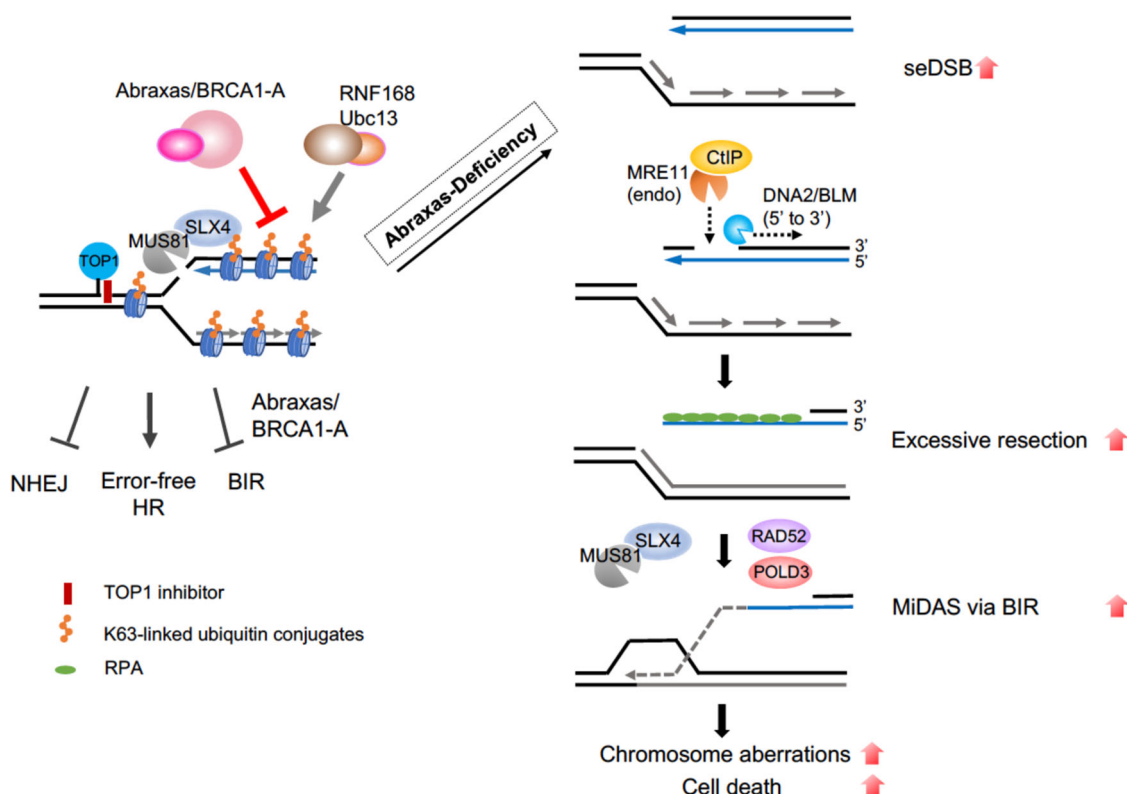 Abraxas/BRCA1-A
RNF168
Ubc13
MUS81
SLX4
TOP1
Abraxas/
BRCA1-A
NHEJ
Error-free
HR
BIR
TOP1 inhibitor
K63-linked ubiquitin conjugates
RPA
Abraxas-Deficiency
seDSB
CtIP
MRE11
(endo)
DNA2/BLM
(5' to 3')
3'
5'
3'
5'
Excessive resection
MUS81
SLX4
RAD52
POLD3
MiDAS via BIR
Chromosome aberrations
Cell death